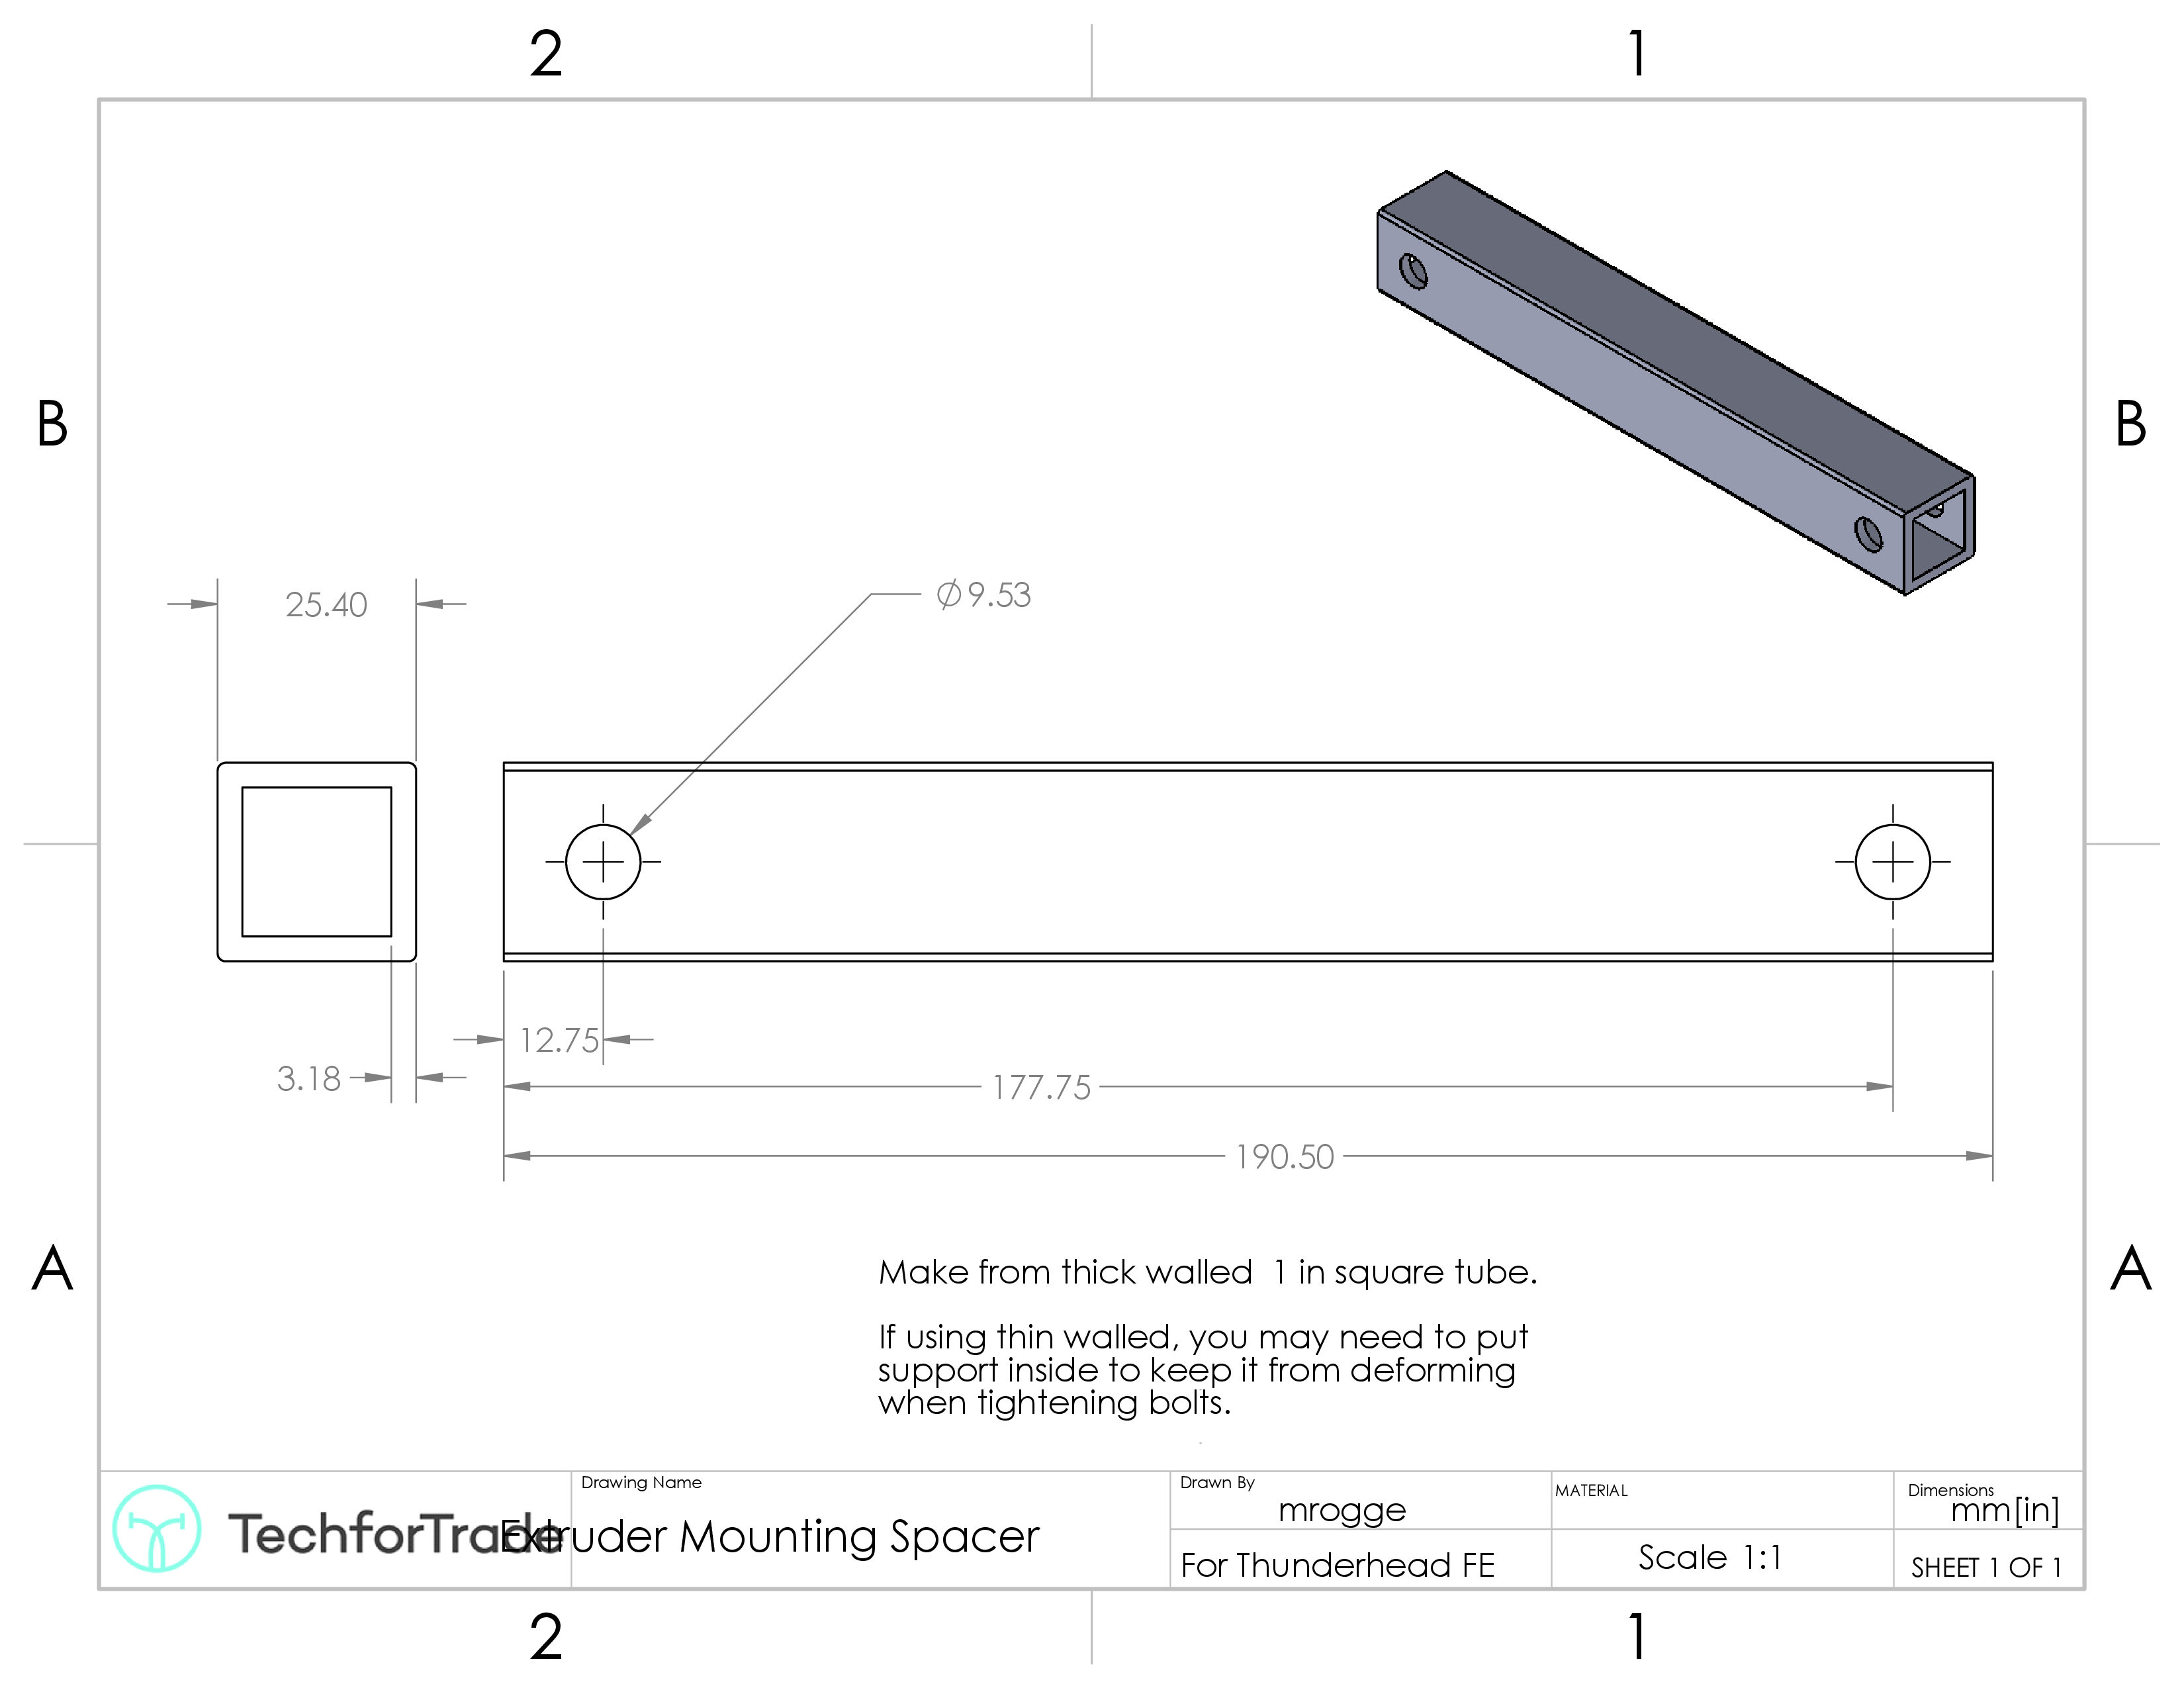 2
1
B
B
25.40
⌀9.53
12.75
3.18
177.75
190.50
A
A
Make from thick walled  1 in square tube.
If using thin walled, you may need to put
support inside to keep it from deforming
when tightening bolts.
TechforTrade
Drawing Name
Extruder Mounting Spacer
Drawn By
mrogge
For Thunderhead FE
MATERIAL
Scale 1:1
Dimensions
mm[in]
SHEET 1 OF 1
2
1